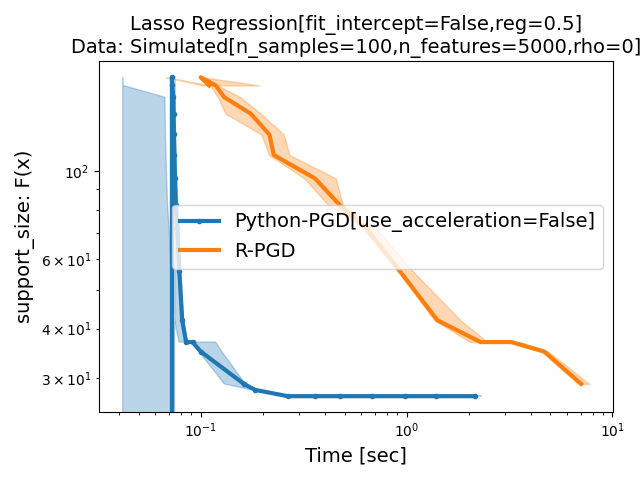 Lasso Regression[fit_intercept=False,reg=0.5]
Data: Simulated[n_samples=100,n_features=5000,rho=0]
support_size: F(x)
10²
6 × 10¹
4 × 10¹
3 × 10¹
Python-PGD[use_acceleration=False]
R-PGD
10⁻¹
10⁰
10¹
Time [sec]